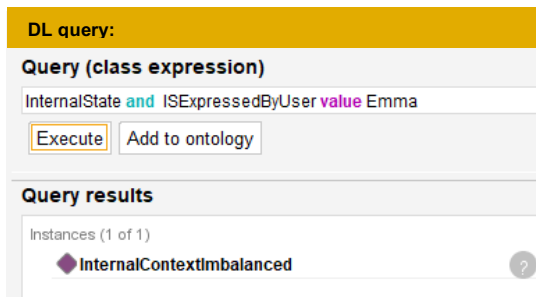 DL query:
Query (class expression)
InternalState and ISExpressedByUser value Emma
Execute Add to ontology
Query results
Instances (1 of 1)
InternalContextImbalanced
?